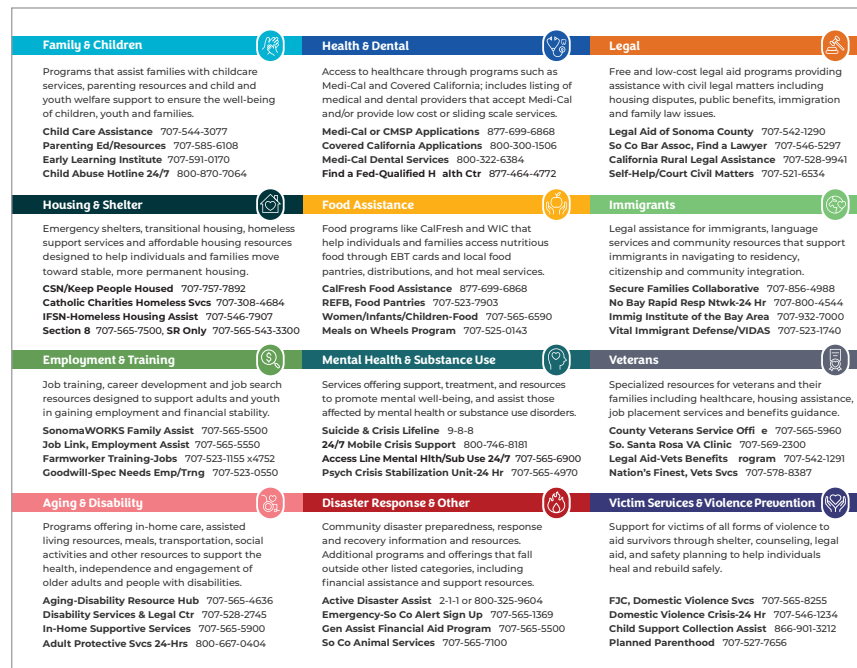 Family & Children
Programs that assist families with childcare
services, parenting resources and child and
youth welfare support to ensure the well-being
of children, youth and families.
Child Care Assistance 707-544-3077
Parenting Ed/Resources 707-585-6108
Early Learning Institute 707-591-0170
Child Abuse Hotline 24/7 800-870-7064
Health & Dental
Access to healthcare through programs such as
Medi-Cal and Covered California; includes listing of
medical and dental providers that accept Medi-Cal
and/or provide low cost or sliding scale services.
Medi-Cal or CMSP Applications 877-699-6868
Covered California Applications 800-300-1506
Medi-Cal Dental Services 800-322-6384
Find a Fed-Qualified H alth Ctr 877-464-4772
Legal
Free and low-cost legal aid programs providing
assistance with civil legal matters including
housing disputes, public benefits, immigration
and family law issues.
Legal Aid of Sonoma County 707-542-1290
So Co Bar Assoc, Find a Lawyer 707-546-5297
California Rural Legal Assistance 707-528-9941
Self-Help/Court Civil Matters 707-521-6534
Housing & Shelter
Emergency shelters, transitional housing, homeless
support services and affordable housing resources
designed to help individuals and families move
toward stable, more permanent housing.
CSN/Keep People Housed 707-757-7892
Catholic Charities Homeless Svcs 707-308-4684
IFSN-Homeless Housing Assist 707-546-7907
Section 8 707-565-7500, SR Only 707-565-543-3300
Food Assistance
Food programs like CalFresh and WIC that
help individuals and families access nutritious
food through EBT cards and local food
pantries, distributions, and hot meal services.
CalFresh Food Assistance 877-699-6868
REFB, Food Pantries 707-523-7903
Women/Infants/Children-Food 707-565-6590
Meals on Wheels Program 707-525-0143
Immigrants
Legal assistance for immigrants, language
services and community resources that support
immigrants in navigating to residency,
citizenship and community integration.
Secure Families Collaborative 707-856-4988
No Bay Rapid Resp Ntwk-24 Hr 707-800-4544
Immig Institute of the Bay Area 707-932-7000
Vital Immigrant Defense/VIDAS 707-523-1740
Employment & Training
Job training, career development and job search
resources designed to support adults and youth
in gaining employment and financial stability.
SonomaWORKS Family Assist 707-565-5500
Job Link, Employment Assist 707-565-5550
Farmworker Training-Jobs 707-523-1155 x4752
Goodwill-Spec Needs Emp/Trng 707-523-0550
Mental Health & Substance Use
Services offering support, treatment, and resources
to promote mental well-being, and assist those
affected by mental health or substance use disorders.
Suicide & Crisis Lifeline 9-8-8
24/7 Mobile Crisis Support 800-746-8181
Access Line Mental Hlth/Sub Use 24/7 707-565-6900
Psych Crisis Stabilization Unit-24 Hr 707-565-4970
Veterans
Specialized resources for veterans and their
families including healthcare, housing assistance,
job placement services and benefits guidance.
County Veterans Service Offi e 707-565-5960
So. Santa Rosa VA Clinic 707-569-2300
Legal Aid-Vets Benefits rogram 707-542-1291
Nation's Finest, Vets Svcs 707-578-8387
Aging & Disability
Programs offering in-home care, assisted
living resources, meals, transportation, social
activities and other resources to support the
health, independence and engagement of
older adults and people with disabilities.
Aging-Disability Resource Hub 707-565-4636
Disability Services & Legal Ctr 707-528-2745
In-Home Supportive Services 707-565-5900
Adult Protective Svcs 24-Hrs 800-667-0404
Disaster Response & Other
Community disaster preparedness, response
and recovery information and resources.
Additional programs and offerings that fall
outside other listed categories, including
financial assistance and support resources.
Active Disaster Assist 2-1-1 or 800-325-9604
Emergency-So Co Alert Sign Up 707-565-1369
Gen Assist Financial Aid Program 707-565-5500
So Co Animal Services 707-565-7100
Victim Services & Violence Prevention
Support for victims of all forms of violence to
aid survivors through shelter, counseling, legal
aid, and safety planning to help individuals
heal and rebuild safely.
FJC, Domestic Violence Svcs 707-565-8255
Domestic Violence Crisis-24 Hr 707-546-1234
Child Support Collection Assist 866-901-3212
Planned Parenthood 707-527-7656